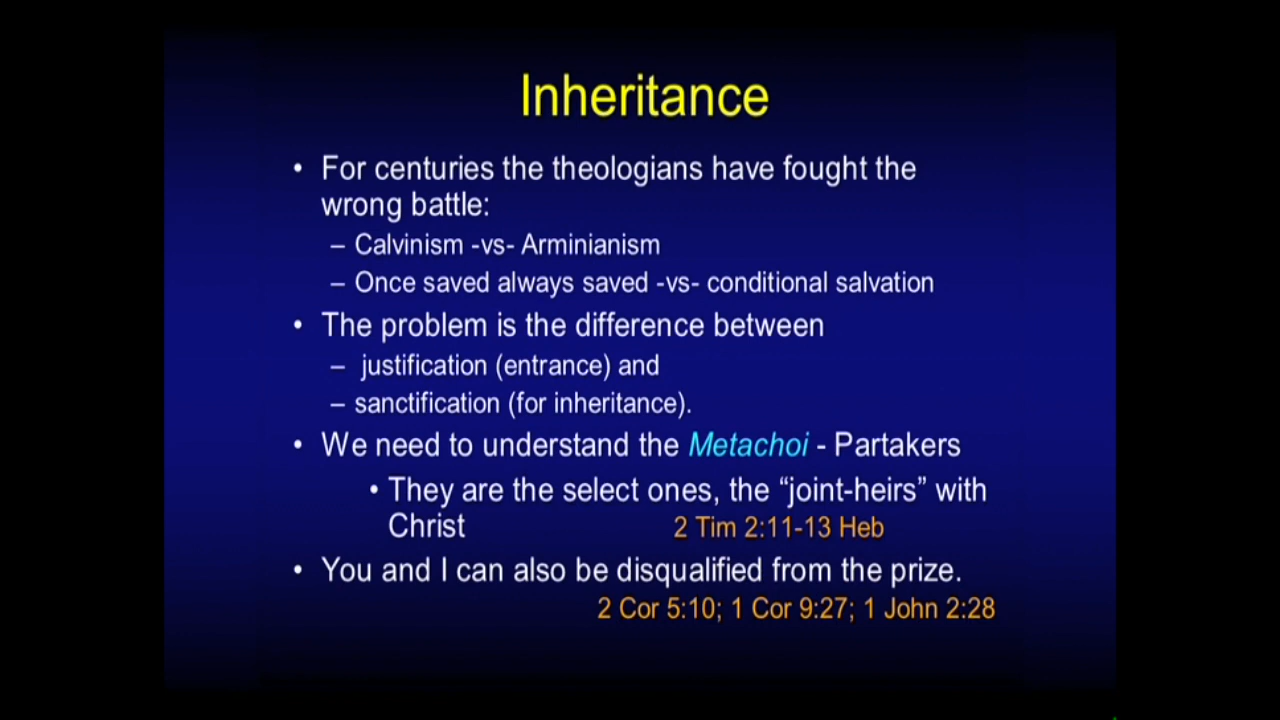 Inheritance
• For centuries the theologians have fought the
wrong battle:
– Calvinism -vs- Arminianism
– Once saved always saved -vs- conditional salvation
• The problem is the difference between
– justification (entrance) and
– sanctification (for inheritance).
• We need to understand the Metachoi - Partakers
• They are the select ones, the “joint-heirs” with
Christ 2 Tim 2:11-13 Heb
• You and I can also be disqualified from the prize.
2 Cor 5:10; 1 Cor 9:27; 1 John 2:28